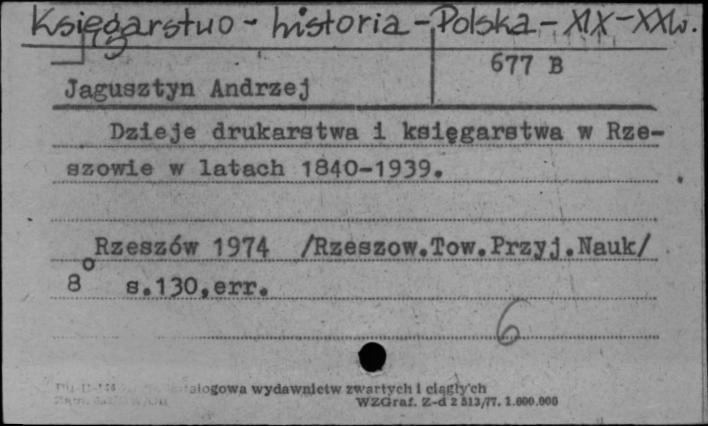 Księgarstwo - historia - Polska - XIX-XXw.
677 B
Jagusztyn Andrzej
Dzieje drukarstwa i księgarstwa w Rze-
szowie w latach 1840-1939.
Rzeszów 1974 /Rzeszow.Tow.Przyj.Nauk/
8° s.130,err.
6
wydawnictw zwartych i ciągłych
WZGraf. Z-d 2 513/77. 1.000.000